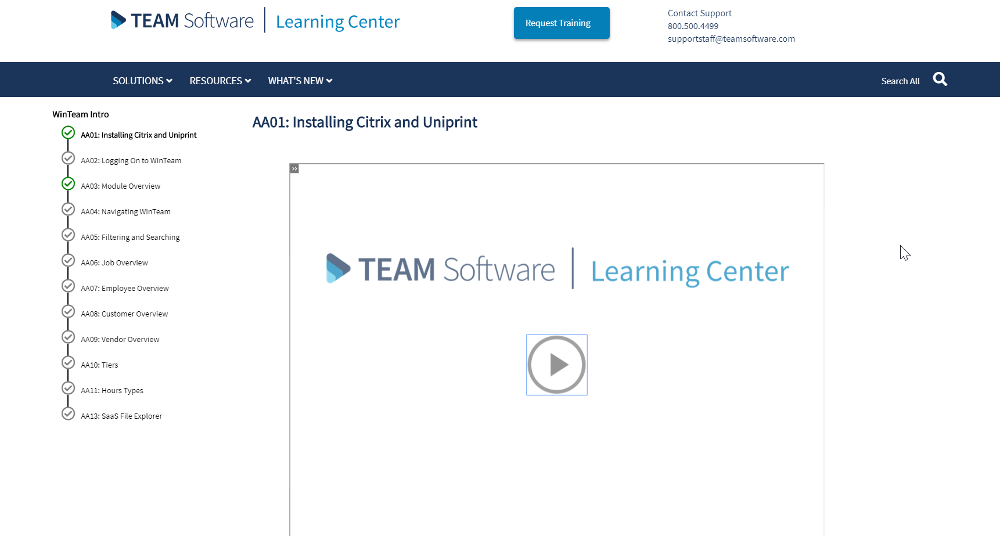 TEAM Software | Learning Center
Request Training
Contact Support
800.500.4499
supportstaff@teamsoftware.com
SOLUTIONS
RESOURCES
WHAT'S NEW
Search All
WinTeam Intro
AA01: Installing Citrix and Uniprint
AA02: Logging On to WinTeam
AA03: Module Overview
AA04: Navigating WinTeam
AA05: Filtering and Searching
AA06: Job Overview
AA07: Employee Overview
AA08: Customer Overview
AA09: Vendor Overview
AA10: Tiers
AA11: Hours Types
AA13: SaaS File Explorer
AA01: Installing Citrix and Uniprint
TEAM Software | Learning Center